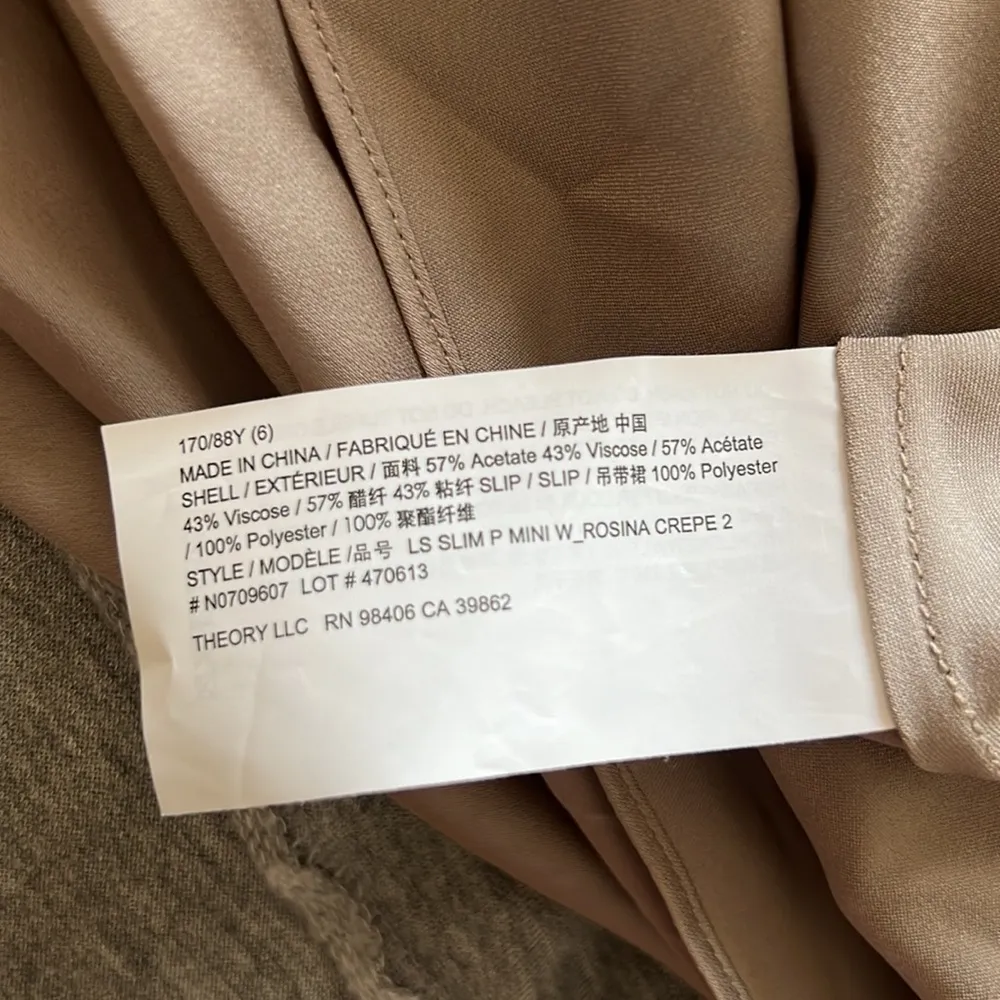 170/88Y (6)
MADE IN CHINA / FABRIQUÉ EN CHINE / 原产地 中国
SHELL / EXTÉRIEUR / 面料 57% Acetate 43% Viscose / 57% Acétate
43% Viscose / 57% 醋纤 43% 粘纤 SLIP / SLIP / 吊带裙 100% Polyester
/ 100% Polyester / 100% 聚酯纤维
STYLE / MODÈLE /品号 LS SLIM P MINI W_ROSINA CREPE 2
# N0709607 LOT # 470613
THEORY LLC RN 98406 CA 39862